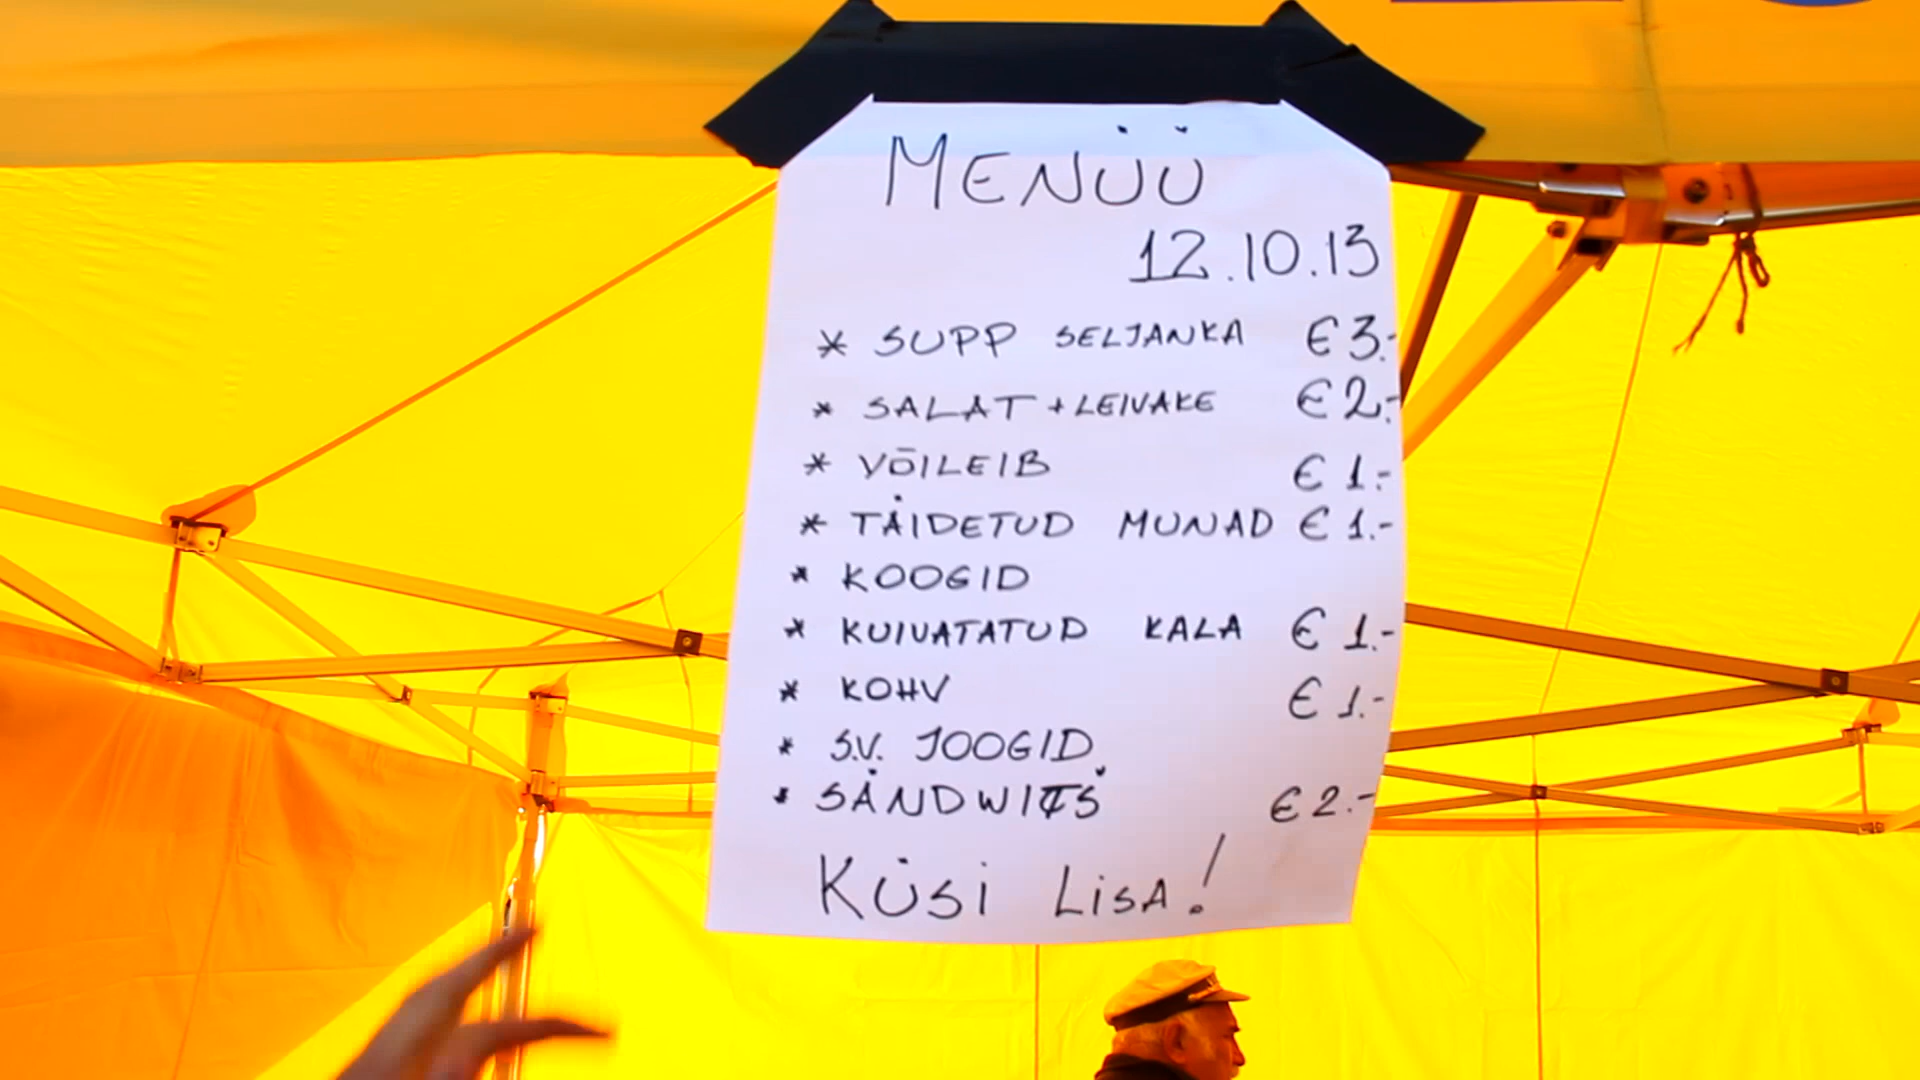 MENÜÜ
12.10.13
* SUPP SELJANKA € 3.-
* SALAT + LEIVAKE € 2.-
* VÕILEIB € 1.-
* TÄIDETUD MUNAD € 1.-
* KOOGID
* KUIVATATUD KALA € 1.-
* KOHV € 1.-
* S.V. JOOGID
* SÄNDWITŠ € 2.-
KÜSI LISA!